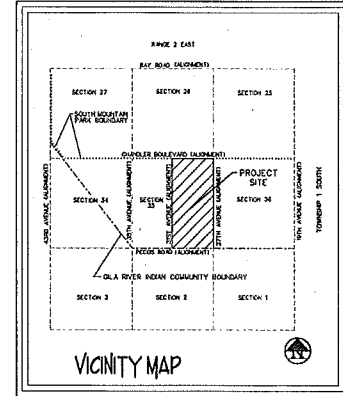 RANGE 2 EAST
RAY ROAD (ALIGNMENT)
SECTION 27
SECTION 26
SECTION 25
SOUTH MOUNTAIN
PARK BOUNDARY
CHANDLER BOULEVARD (ALIGNMENT)
43RD AVENUE (ALIGNMENT)
SECTION 34
35TH AVENUE (ALIGNMENT)
SECTION
35
31ST AVENUE (ALIGNMENT)
PROJECT
SITE
27TH AVENUE (ALIGNMENT)
SECTION 36
19TH AVENUE (ALIGNMENT)
TOWNSHIP 1 SOUTH
PECOS ROAD (ALIGNMENT)
GILA RIVER INDIAN COMMUNITY BOUNDARY
SECTION 3
SECTION 2
SECTION 1
VICINITY MAP
N